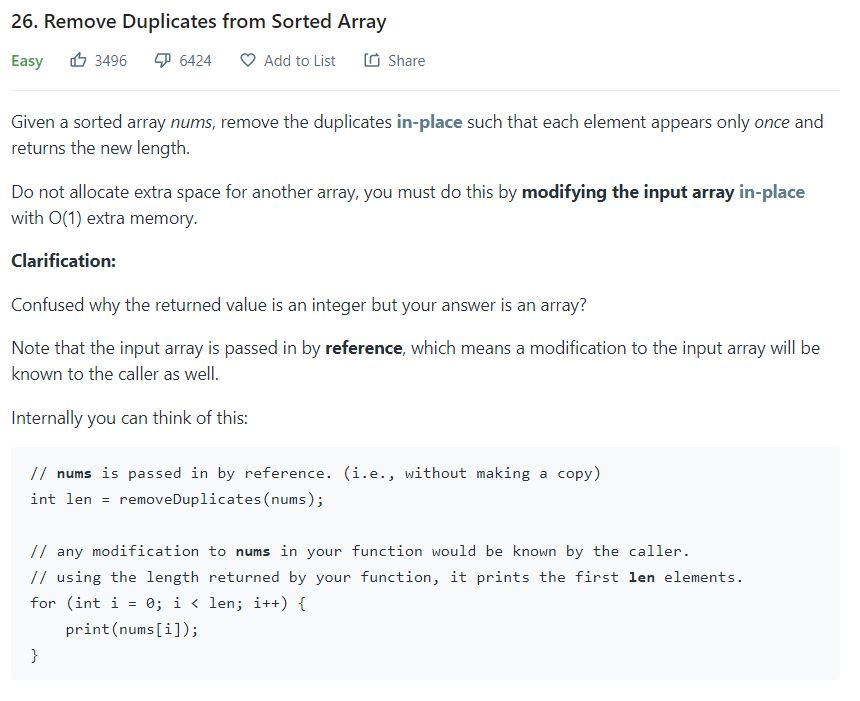 26. Remove Duplicates from Sorted Array
Easy 3496 6424 Add to List Share
Given a sorted array nums, remove the duplicates in-place such that each element appears only once and
returns the new length.
Do not allocate extra space for another array, you must do this by modifying the input array in-place
with O(1) extra memory.
Clarification:
Confused why the returned value is an integer but your answer is an array?
Note that the input array is passed in by reference, which means a modification to the input array will be
known to the caller as well.
Internally you can think of this:
// nums is passed in by reference. (i.e., without making a copy)
int len = removeDuplicates(nums);
// any modification to nums in your function would be known by the caller.
// using the length returned by your function, it prints the first len elements.
for (int i = 0; i < len; i++) {
    print(nums[i]);
}